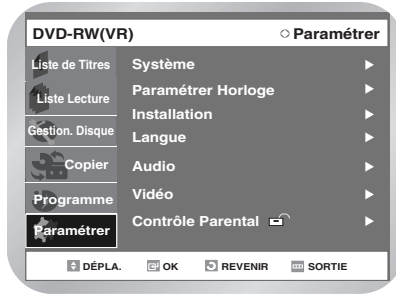 DVD-RW(VR) Paramétrer
Liste de Titres
Liste Lecture
Gestion. Disque
Copier
Programme
Paramétrer
Système
Paramétrer Horloge
Installation
Langue
Audio
Vidéo
Contrôle Parental
DÉPLA. OK REVENIR SORTIE